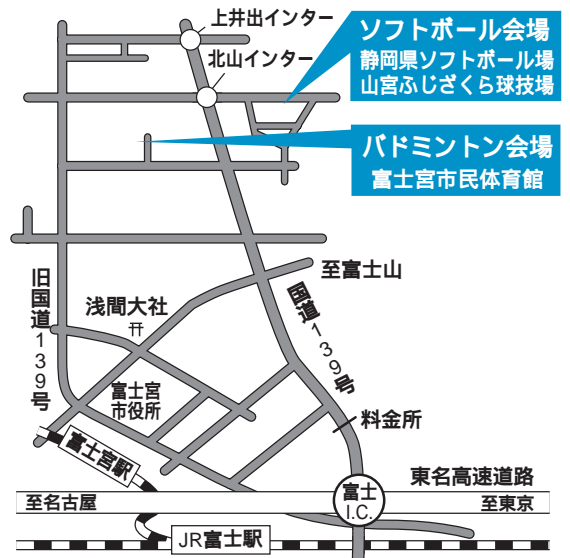 上井出インター
ソフトボール会場
静岡県ソフトボール場
山宮ふじざくら球技場
北山インター
バドミントン会場
富士宮市民体育館
至富士山
旧国道139号
浅間大社
国道139号
富士宮
市役所
料金所
富士宮駅
東名高速道路
至名古屋
富士
I.C.
至東京
JR富士駅